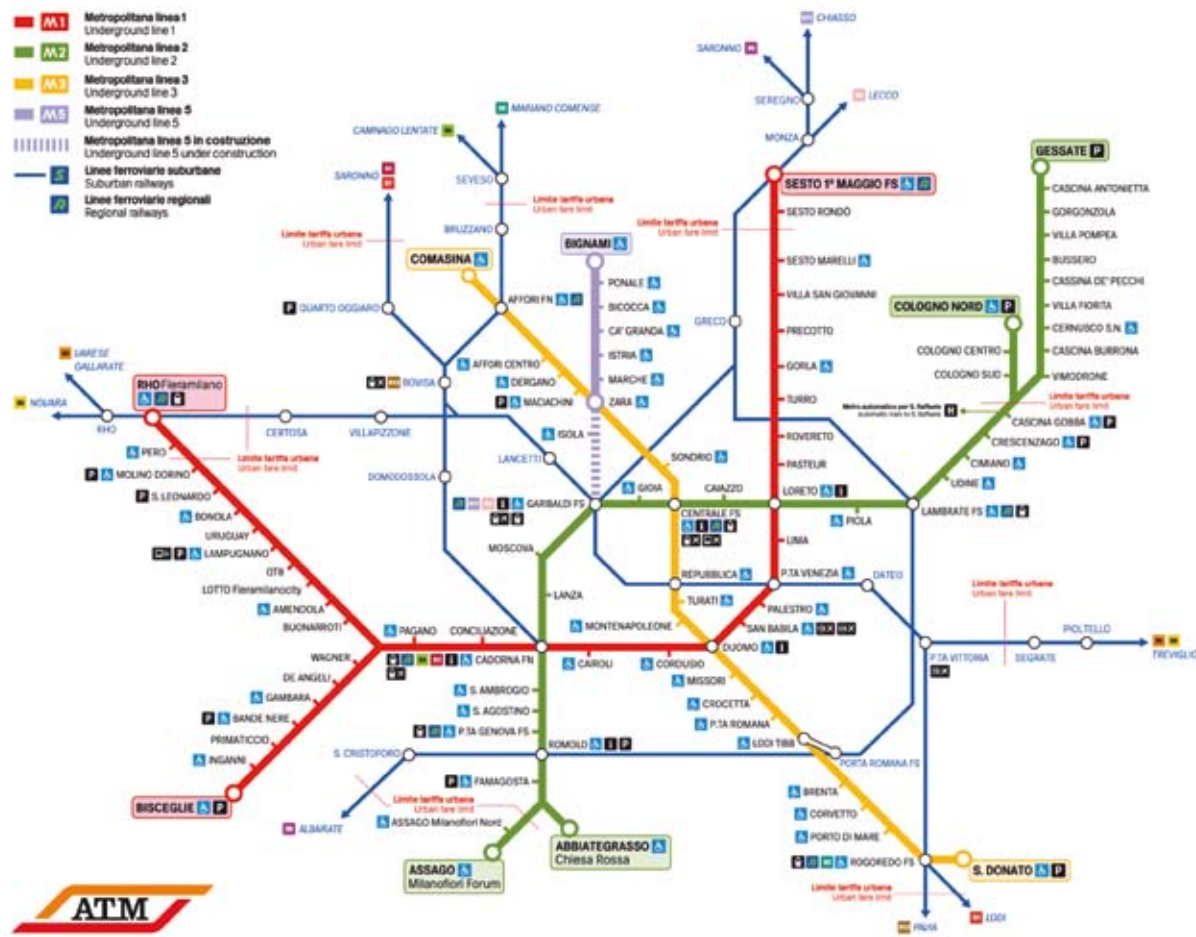 M1 Metropolitana linea 1
Underground line 1
M2 Metropolitana linea 2
Underground line 2
M3 Metropolitana linea 3
Underground line 3
M5 Metropolitana linea 5
Underground line 5
Metropolitana linea 5 in costruzione
Underground line 5 under construction
S Linee ferroviarie suburbane
Suburban railways
R Linee ferroviarie regionali
Regional railways
CHIASSO
SARONNO
SEREGNO
LECCO
MONZA
MARIANO COMENSE
CAMNAGO LENTATE
SARONNO
SEVESO
BRUZZANO
Limite tariffa urbana
Urban fare limit
Limite tariffa urbana
Urban fare limit
Limite tariffa urbana
Urban fare limit
GESSATE P
CASCINA ANTONIETTA
GORGONZOLA
VILLA POMPEA
BUSSERO
CASSINA DE' PECCHI
VILLA FIORITA
CERNUSCO S.N.
CASCINA BURRONA
VIMODRONE
COLOGNO NORD P
COLOGNO CENTRO
COLOGNO SUD
Limite tariffa urbana
Urban fare limit
Metro automatico per S. Raffaele
automatic train to S. Raffaele
H
CASCINA GOBBA P
CRESCENZAGO P
CIMIANO
UDINE
LAMBRATE FS
PIOLA
SESTO 1º MAGGIO FS
SESTO RONDÒ
SESTO MARELLI
VILLA SAN GIOVANNI
PRECOTTO
GORLA
TURRO
ROVERETO
PASTEUR
LORETO
LIMA
P.TA VENEZIA
PALESTRO
SAN BABILA
DUOMO
GRECO
BIGNAMI
PONALE
BICOCCA
CA' GRANDA
ISTRIA
MARCHE
ZARA
ISOLA
COMASINA
AFFORI FN
AFFORI CENTRO
DERGANO
P MACIACHINI
SONDRIO
CENTRALE FS
CAIAZZO
GIOIA
GARIBALDI FS
REPUBBLICA
TURATI
MONTENAPOLEONE
P QUARTO OGGIARO
BOVISA
LANCETTI
DOMODOSSOLA
VARESE
GALLARATE
NOVARA
RHO
RHO Fieramilano
CERTOSA
VILLAPIZZONE
Limite tariffa urbana
Urban fare limit
PERO
P MOLINO DORINO
P S. LEONARDO
BONOLA
URUGUAY
P LAMPUGNANO
QT8
LOTTO Fieramilanocity
AMENDOLA
BUONARROTI
PAGANO
CONCILIAZIONE
CADORNA FN
CAIROLI
CORDUSIO
WAGNER
DE ANGELI
GAMBARA
P BANDE NERE
PRIMATICCIO
INGANNI
BISCEGLIE P
MOSCOVA
LANZA
S. AMBROGIO
S. AGOSTINO
P.TA GENOVA FS
ROMOLO P
P FAMAGOSTA
S. CRISTOFORO
ALBAIRATE
Limite tariffa urbana
Urban fare limit
ASSAGO Milanofiori Nord
ASSAGO
Milanofiori Forum
ABBIATEGRASSO
Chiesa Rossa
MISSORI
CROCETTA
P.TA ROMANA
LODI TIBB
PORTA ROMANA FS
BRENTA
CORVETTO
PORTO DI MARE
ROGOREDO FS
S. DONATO P
Limite tariffa urbana
Urban fare limit
PAVIA
LODI
DATEO
P.TA VITTORIA
Limite tariffa urbana
Urban fare limit
SEGRATE
PIOLTELLO
TREVIGLIO
ATM